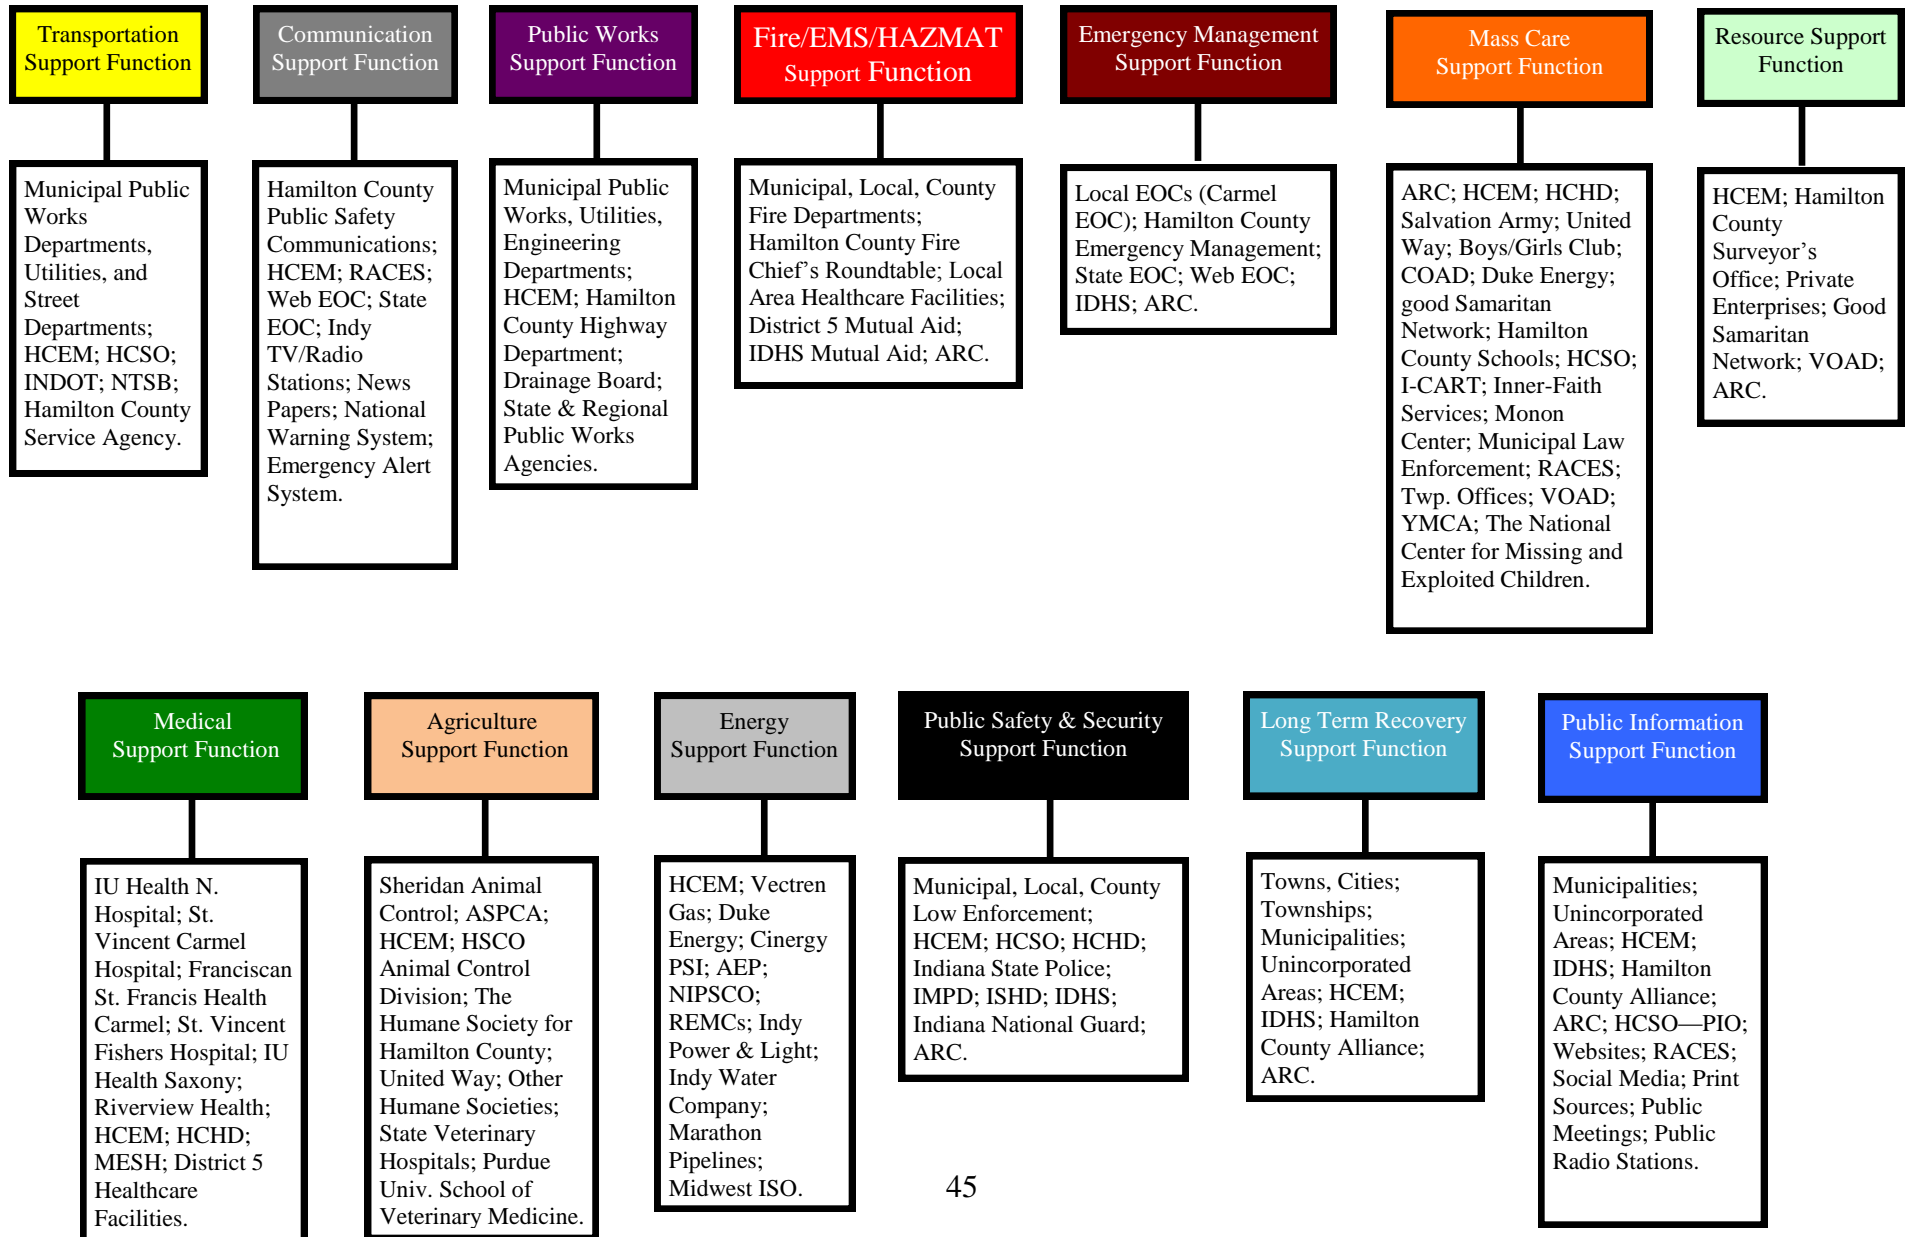 Transportation
Support Function
Municipal Public
Works
Departments,
Utilities, and
Street
Departments;
HCEM; HCSO;
INDOT; NTSB;
Hamilton County
Service Agency.
Communication
Support Function
Hamilton County
Public Safety
Communications;
HCEM; RACES;
Web EOC; State
EOC; Indy
TV/Radio
Stations; News
Papers; National
Warning System;
Emergency Alert
System.
Public Works
Support Function
Municipal Public
Works, Utilities,
Engineering
Departments;
HCEM; Hamilton
County Highway
Department;
Drainage Board;
State & Regional
Public Works
Agencies.
Fire/EMS/HAZMAT
Support Function
Municipal, Local, County
Fire Departments;
Hamilton County Fire
Chief's Roundtable; Local
Area Healthcare Facilities;
District 5 Mutual Aid;
IDHS Mutual Aid; ARC.
Emergency Management
Support Function
Local EOCs (Carmel
EOC); Hamilton County
Emergency Management;
State EOC; Web EOC;
IDHS; ARC.
Mass Care
Support Function
ARC; HCEM; HCHD;
Salvation Army; United
Way; Boys/Girls Club;
COAD; Duke Energy;
good Samaritan
Network; Hamilton
County Schools; HCSO;
I-CART; Inner-Faith
Services; Monon
Center; Municipal Law
Enforcement; RACES;
Twp. Offices; VOAD;
YMCA; The National
Center for Missing and
Exploited Children.
Resource Support
Function
HCEM; Hamilton
County
Surveyor's
Office; Private
Enterprises; Good
Samaritan
Network; VOAD;
ARC.
Medical
Support Function
IU Health N.
Hospital; St.
Vincent Carmel
Hospital; Franciscan
St. Francis Health
Carmel; St. Vincent
Fishers Hospital; IU
Health Saxony;
Riverview Health;
HCEM; HCHD;
MESH; District 5
Healthcare
Facilities.
Agriculture
Support Function
Sheridan Animal
Control; ASPCA;
HCEM; HSCO
Animal Control
Division; The
Humane Society for
Hamilton County;
United Way; Other
Humane Societies;
State Veterinary
Hospitals; Purdue
Univ. School of
Veterinary Medicine.
Energy
Support Function
HCEM; Vectren
Gas; Duke
Energy; Cinergy
PSI; AEP;
NIPSCO;
REMCs; Indy
Power & Light;
Indy Water
Company;
Marathon
Pipelines;
Midwest ISO.
Public Safety & Security
Support Function
Municipal, Local, County
Low Enforcement;
HCEM; HCSO; HCHD;
Indiana State Police;
IMPD; ISHD; IDHS;
Indiana National Guard;
ARC.
Long Term Recovery
Support Function
Towns, Cities;
Townships;
Municipalities;
Unincorporated
Areas; HCEM;
IDHS; Hamilton
County Alliance;
ARC.
Public Information
Support Function
Municipalities;
Unincorporated
Areas; HCEM;
IDHS; Hamilton
County Alliance;
ARC; HCSO—PIO;
Websites; RACES;
Social Media; Print
Sources; Public
Meetings; Public
Radio Stations.
45